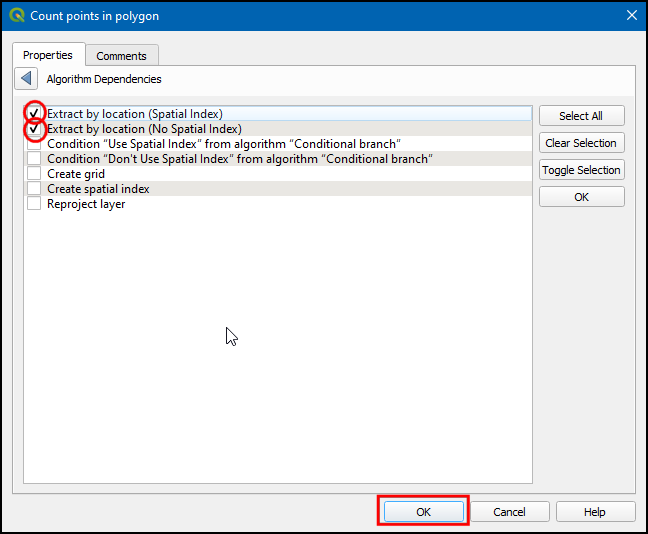 Count points in polygon
Properties
Comments
Algorithm Dependencies
Extract by location (Spatial Index)
Extract by location (No Spatial Index)
Condition “Use Spatial Index” from algorithm “Conditional branch”
Condition “Don't Use Spatial Index” from algorithm “Conditional branch”
Create grid
Create spatial index
Reproject layer
Select All
Clear Selection
Toggle Selection
OK
OK
Cancel
Help